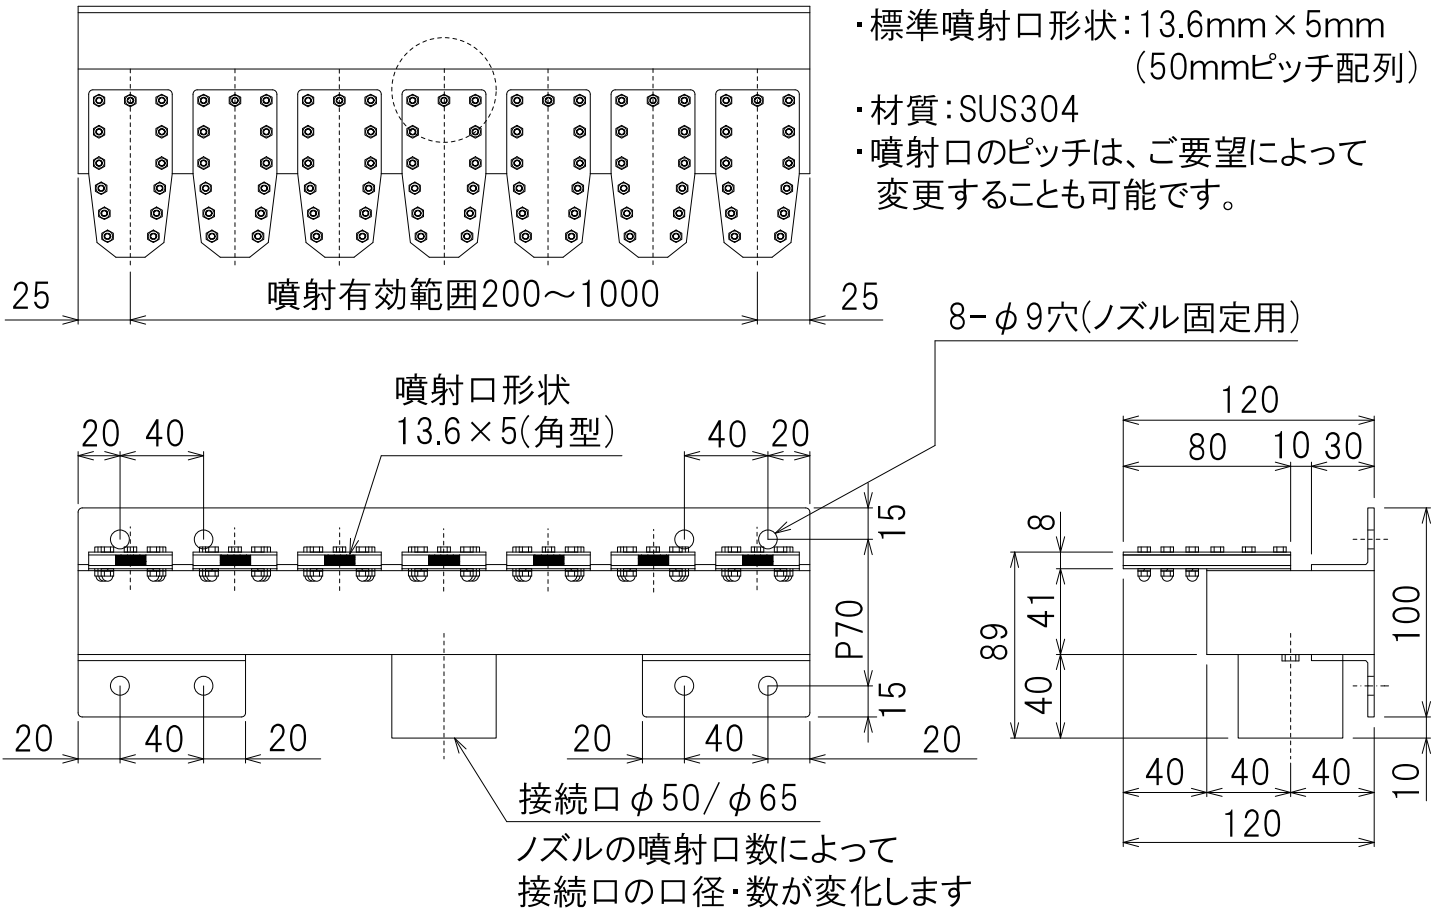 ・標準噴射口形状：13.6mm×5mm
（50mmピッチ配列）
・材質：SUS304
・噴射口のピッチは、ご要望によって
変更することも可能です。
25
噴射有効範囲200～1000
25
8-φ9穴(ノズル固定用)
噴射口形状
13.6×5(角型)
20
40
40
20
15
P70
15
20
40
20
20
40
20
接続口φ50/φ65
ノズルの噴射口数によって
接続口の口径・数が変化します
120
80
10
30
8
41
89
40
100
10
40
40
40
120